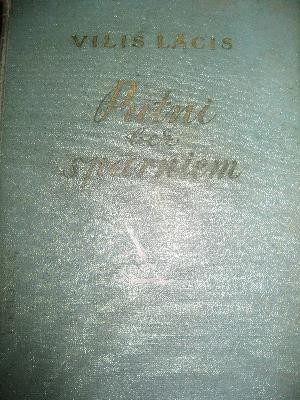 VILIS LĀCIS
Putni
bez
spārniem